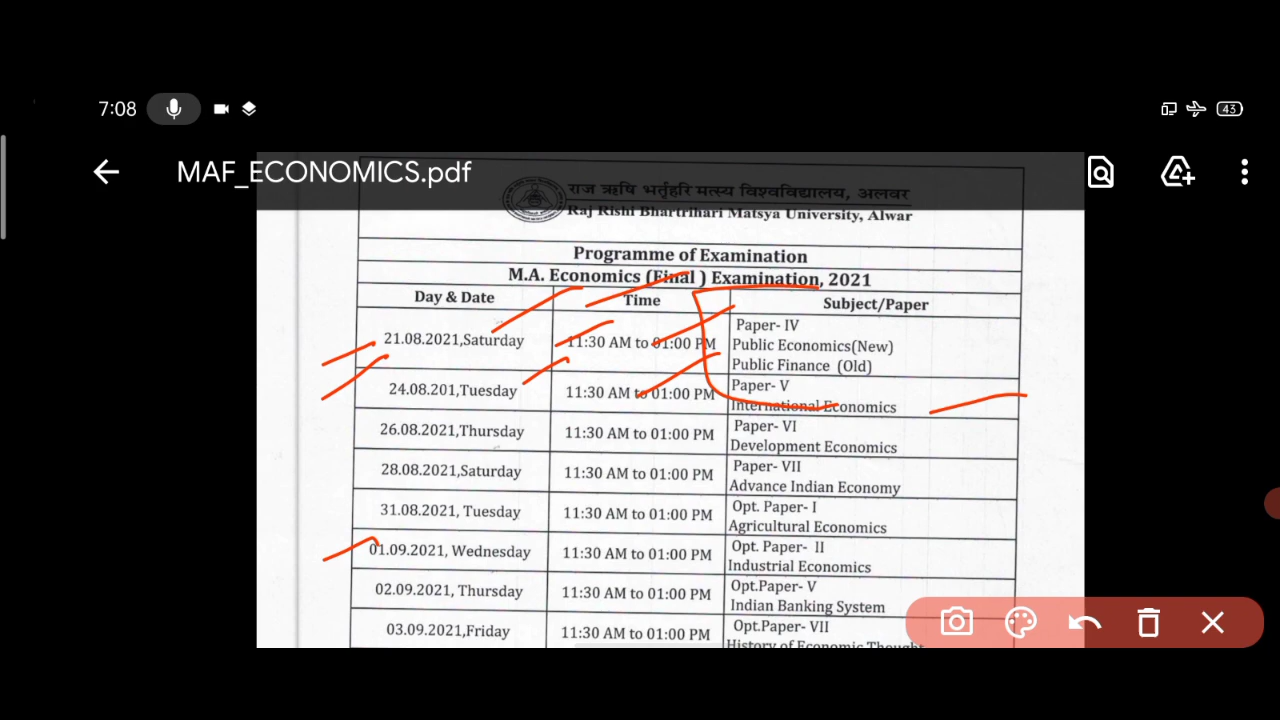 7:08
43
MAF_ECONOMICS.pdf
राज ऋषि भर्तृहरि मत्स्य विश्वविद्यालय, अलवर
Raj Rishi Bhartrihari Matsya University, Alwar
Programme of Examination
M.A. Economics (Final ) Examination, 2021
Day & Date Time Subject/Paper
21.08.2021,Saturday 11:30 AM to 01:00 PM Paper- IV
Public Economics(New)
Public Finance (Old)
24.08.201,Tuesday 11:30 AM to 01:00 PM Paper- V
International Economics
26.08.2021,Thursday 11:30 AM to 01:00 PM Paper- VI
Development Economics
28.08.2021,Saturday 11:30 AM to 01:00 PM Paper- VII
Advance Indian Economy
31.08.2021, Tuesday 11:30 AM to 01:00 PM Opt. Paper- I
Agricultural Economics
01.09.2021, Wednesday 11:30 AM to 01:00 PM Opt. Paper- II
Industrial Economics
02.09.2021, Thursday 11:30 AM to 01:00 PM Opt.Paper- V
Indian Banking System
03.09.2021,Friday 11:30 AM to 01:00 PM Opt.Paper- VII
History of Economic Thought